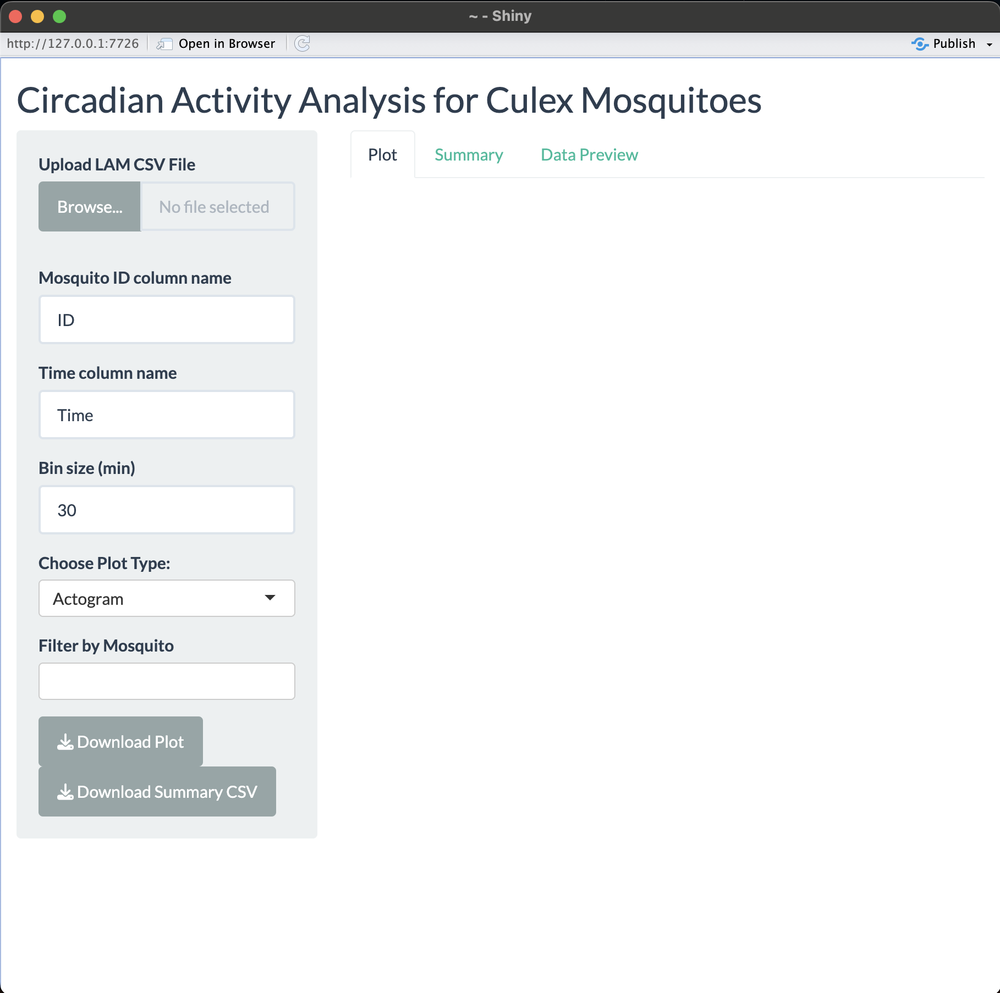 ~ - Shiny
http://127.0.0.1:7726 Open in Browser Publish
Circadian Activity Analysis for Culex Mosquitoes
Upload LAM CSV File
Browse... No file selected
Mosquito ID column name
ID
Time column name
Time
Bin size (min)
30
Choose Plot Type:
Actogram
Filter by Mosquito
Download Plot
Download Summary CSV
Plot Summary Data Preview